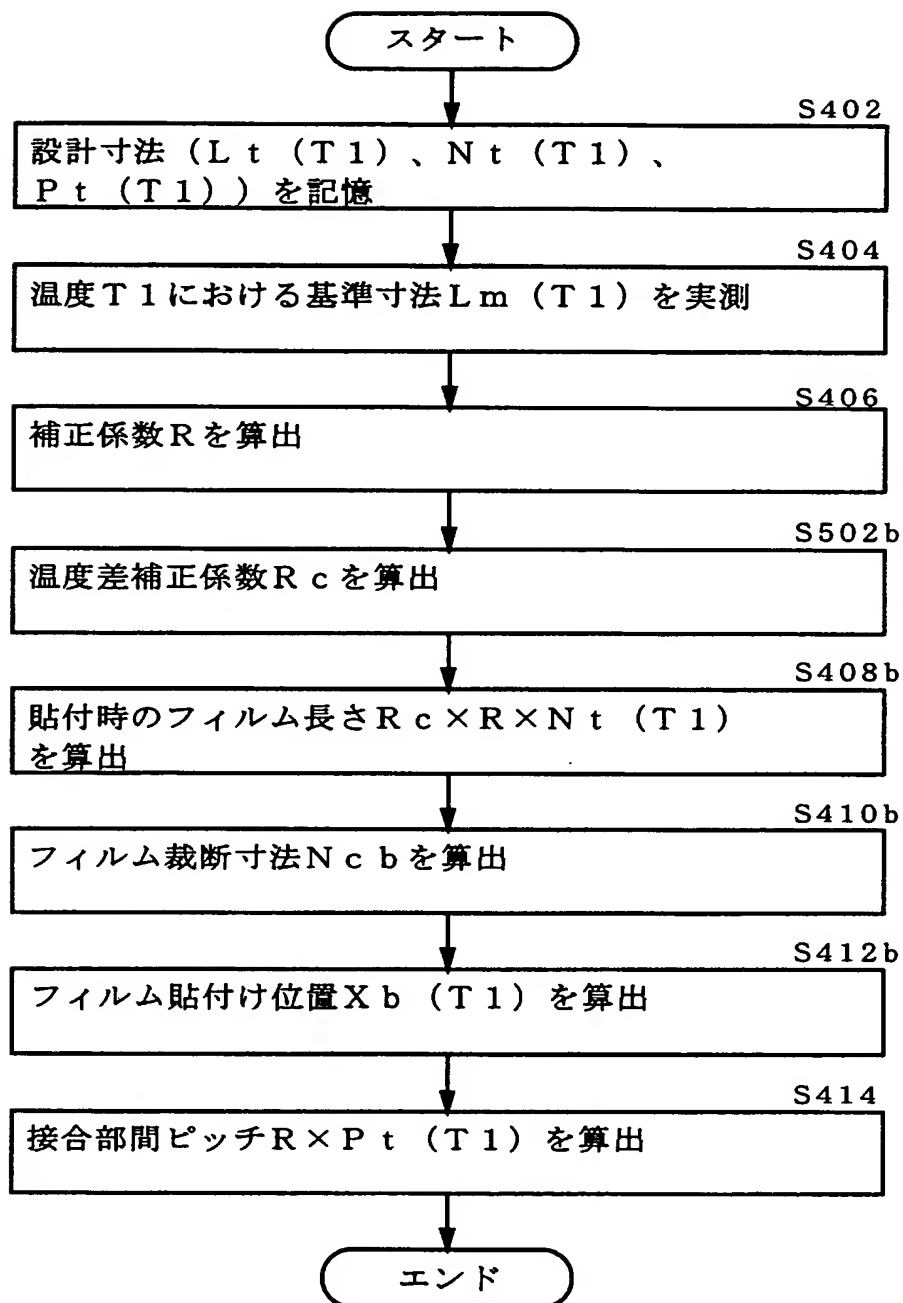 スタート
S402
設計寸法(Lt(T1)、Nt(T1)、
Pt(T1))を記憶
S404
温度T1における基準寸法Lm(T1)を実測
S406
補正係数Rを算出
S502b
温度差補正係数Rcを算出
S408b
貼付時のフィルム長さRc×R×Nt(T1)
を算出
S410b
フィルム裁断寸法Ncbを算出
S412b
フィルム貼付け位置Xb(T1)を算出
S414
接合部間ピッチR×Pt(T1)を算出
エンド